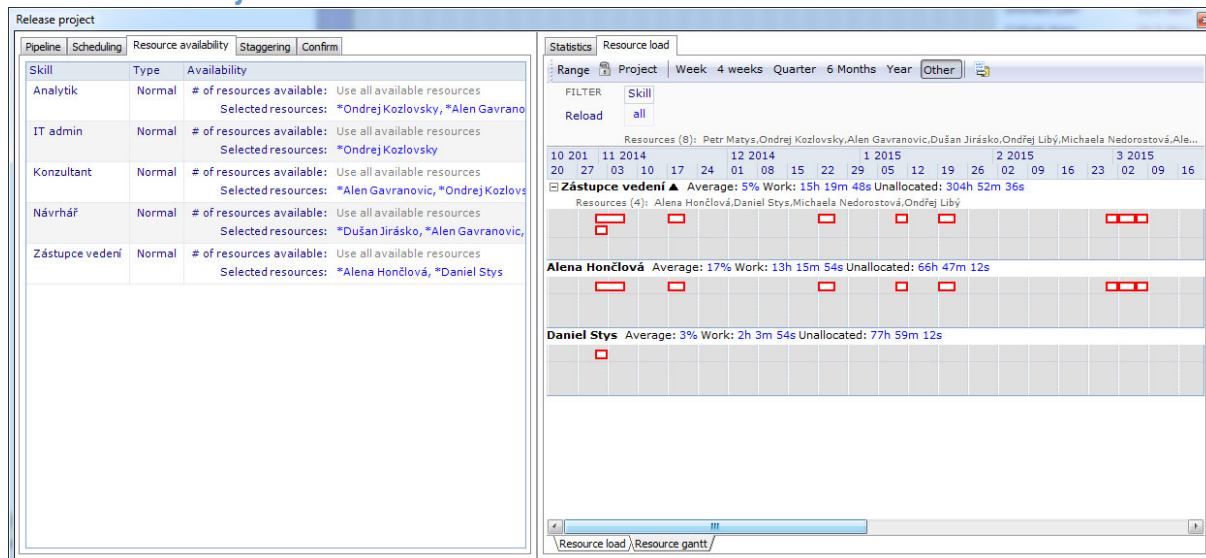 Release project
Pipeline Scheduling Resource availability Staggering Confirm
Skill Type Availability
Analytik Normal # of resources available: Use all available resources
Selected resources: *Ondrej Kozlovsky, *Alen Gavrano
IT admin Normal # of resources available: Use all available resources
Selected resources: *Ondrej Kozlovsky
Konzultant Normal # of resources available: Use all available resources
Selected resources: *Alen Gavranovic, *Ondrej Kozlovs
Návrhář Normal # of resources available: Use all available resources
Selected resources: *Dušan Jirásko, *Alen Gavranovic,
Zástupce vedení Normal # of resources available: Use all available resources
Selected resources: *Alena Hončlová, *Daniel Stys
Statistics Resource load
Range Project Week 4 weeks Quarter 6 Months Year Other
FILTER Skill
Reload all
Resources (8): Petr Matys,Ondrej Kozlovsky,Alen Gavranovic,Dušan Jirásko,Ondřej Libý,Michaela Nedorostová,Ale...
10 201 11 2014 12 2014 1 2015 2 2015 3 2015
20 27 03 10 17 24 01 08 15 22 29 05 12 19 26 02 09 16 23 02 09 16
Zástupce vedení ▲ Average: 5% Work: 15h 19m 48s Unallocated: 304h 52m 36s
Resources (4): Alena Hončlová,Daniel Stys,Michaela Nedorostová,Ondřej Libý
Alena Hončlová Average: 17% Work: 13h 15m 54s Unallocated: 66h 47m 12s
Daniel Stys Average: 3% Work: 2h 3m 54s Unallocated: 77h 59m 12s
Resource load Resource gantt